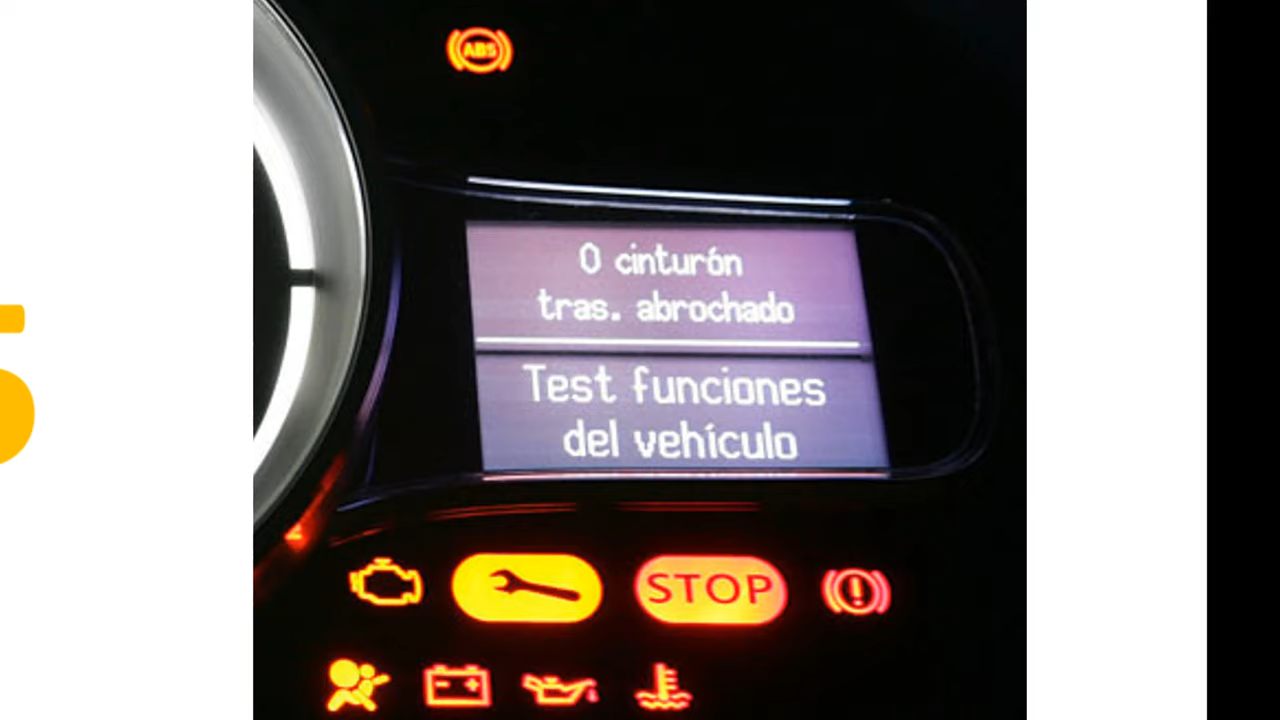 ABS
0 cinturón
tras. abrochado
Test funciones
del vehículo
STOP